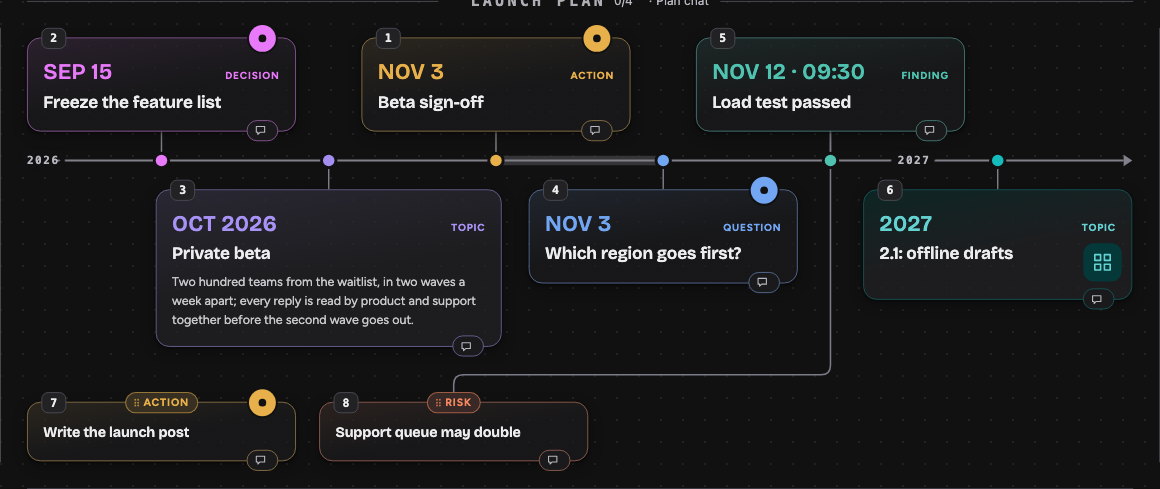 LAUNCH PLAN 0/4 · Plan chat
2
SEP 15
DECISION
Freeze the feature list
1
NOV 3
ACTION
Beta sign-off
5
NOV 12 · 09:30
FINDING
Load test passed
2026
2027
3
OCT 2026
TOPIC
Private beta
Two hundred teams from the waitlist, in two waves a
week apart; every reply is read by product and support
together before the second wave goes out.
4
NOV 3
QUESTION
Which region goes first?
6
2027
TOPIC
2.1: offline drafts
7
ACTION
Write the launch post
8
RISK
Support queue may double